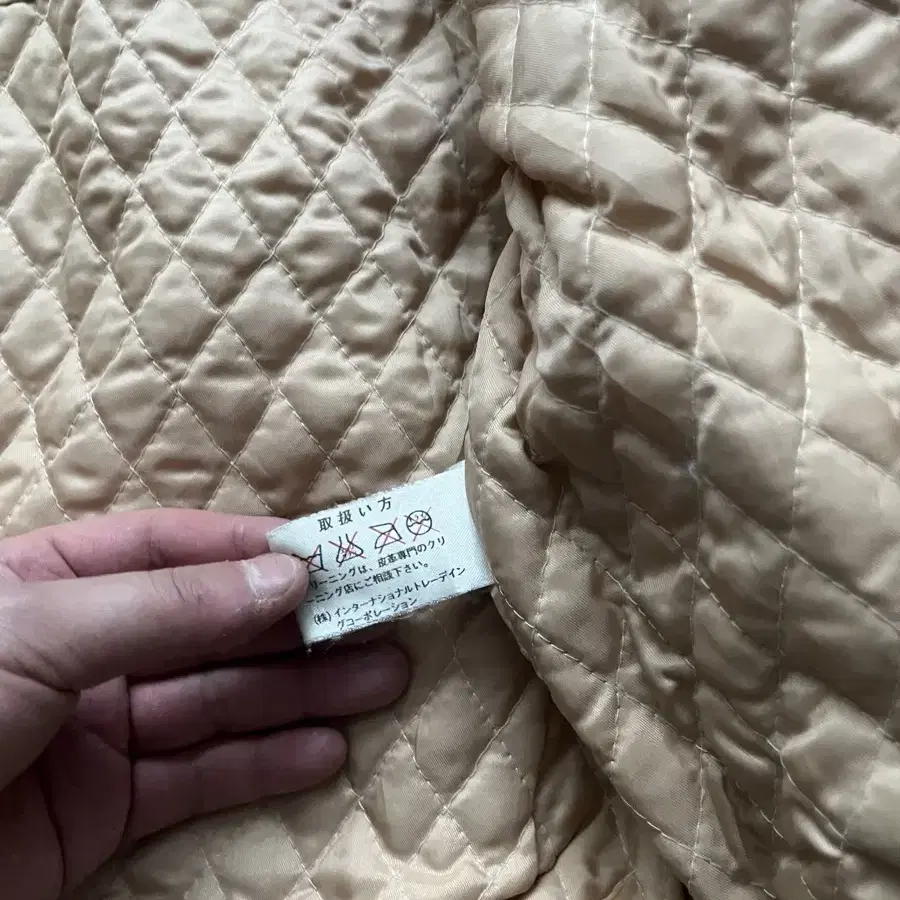 取扱い方
リーニングは、皮革専門のクリ
ーニング店にご相談下さい。
(株)インターナショナルトレーディン
グコーポレーション